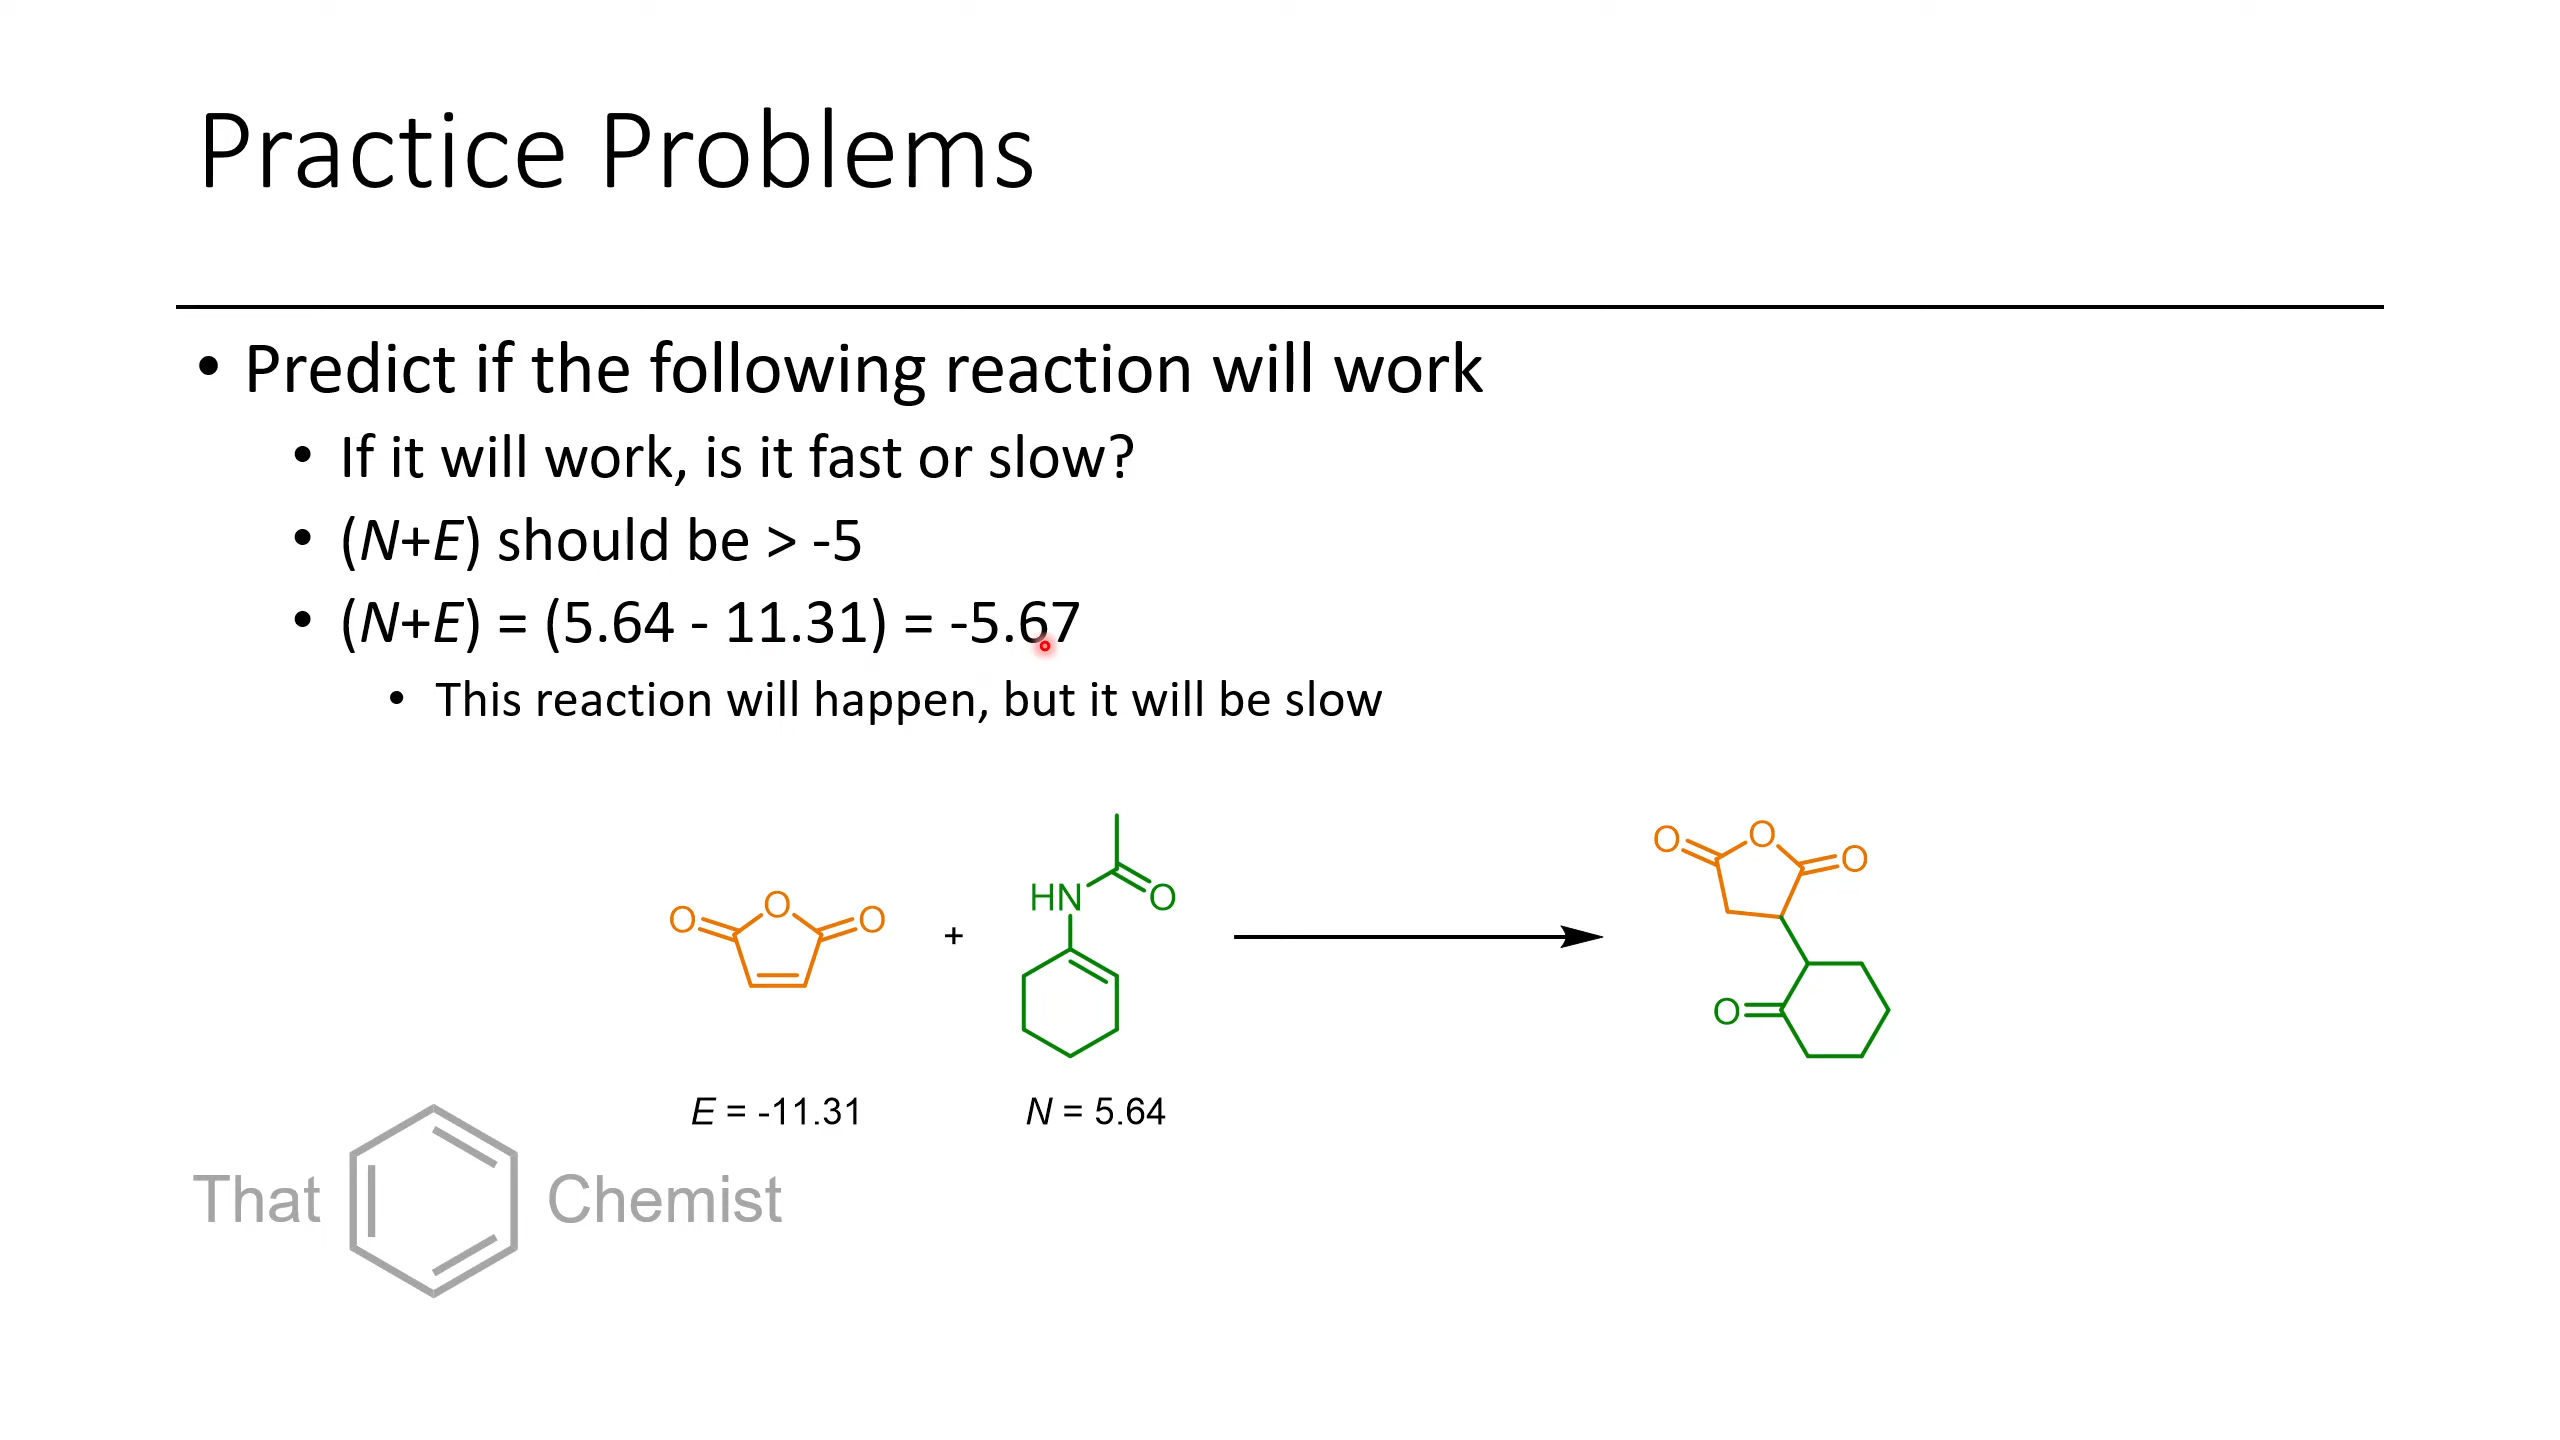 Practice Problems
• Predict if the following reaction will work
• If it will work, is it fast or slow?
• (N+E) should be > -5
• (N+E) = (5.64 - 11.31) = -5.67
• This reaction will happen, but it will be slow
O O O
+
HN O
O O O
O
E = -11.31
N = 5.64
That Chemist